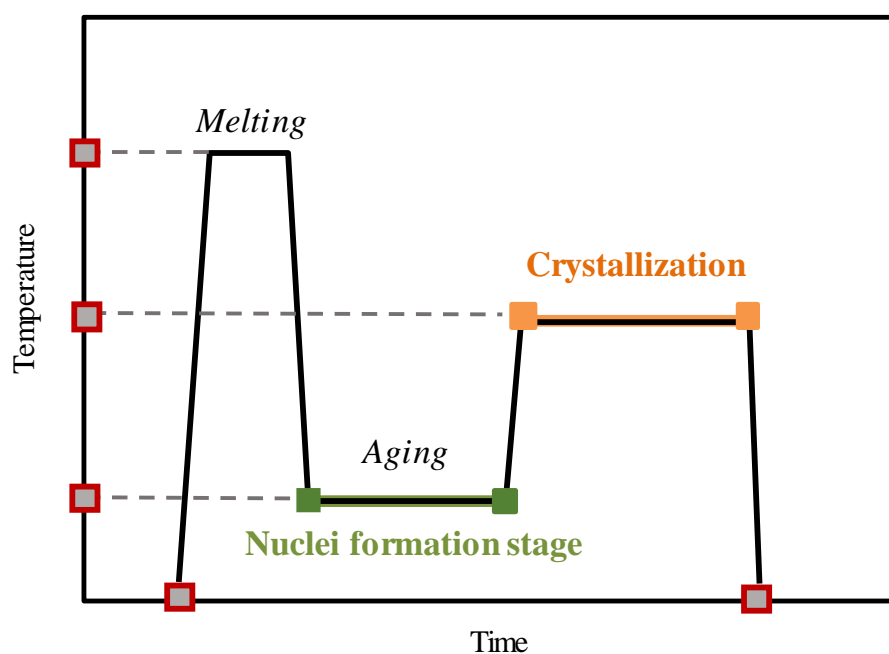 Melting
Crystallization
Temperature
Aging
Nuclei formation stage
Time